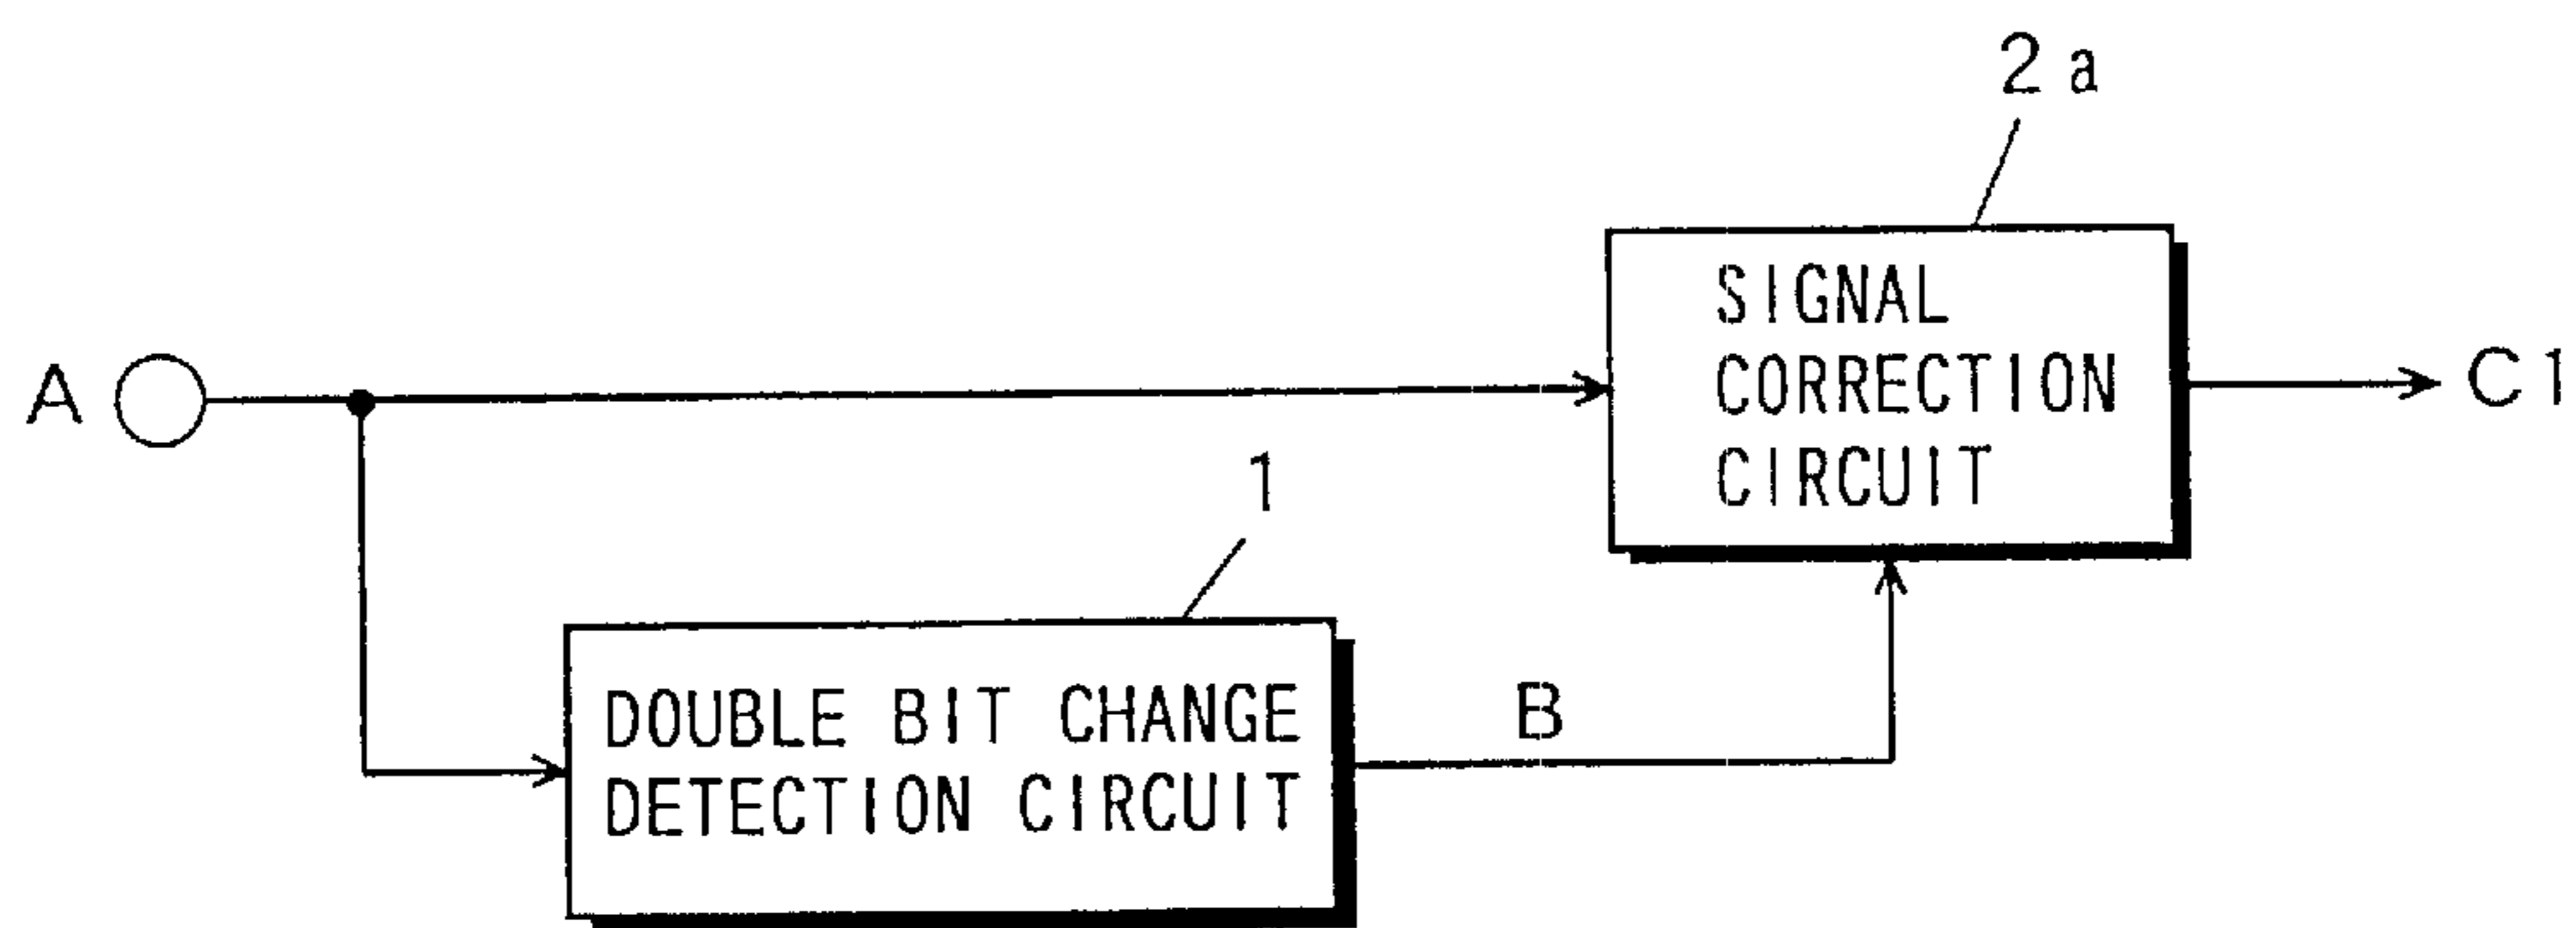 2a
SIGNAL
CORRECTION
CIRCUIT
A
C1
1
DOUBLE BIT CHANGE
DETECTION CIRCUIT
B